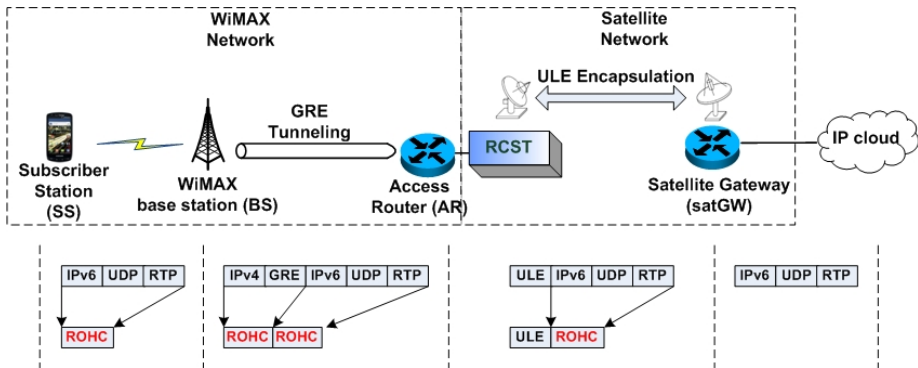 WiMAX
Network
Satellite
Network
ULE Encapsulation
GRE
Tunneling
RCST
IP cloud
Subscriber
Station
(SS)
WiMAX
base station (BS)
Access
Router (AR)
Satellite Gateway
(satGW)
IPv6 UDP RTP
IPv4 GRE IPv6 UDP RTP
ULE IPv6 UDP RTP
IPv6 UDP RTP
ROHC
ROHC ROHC
ULE ROHC